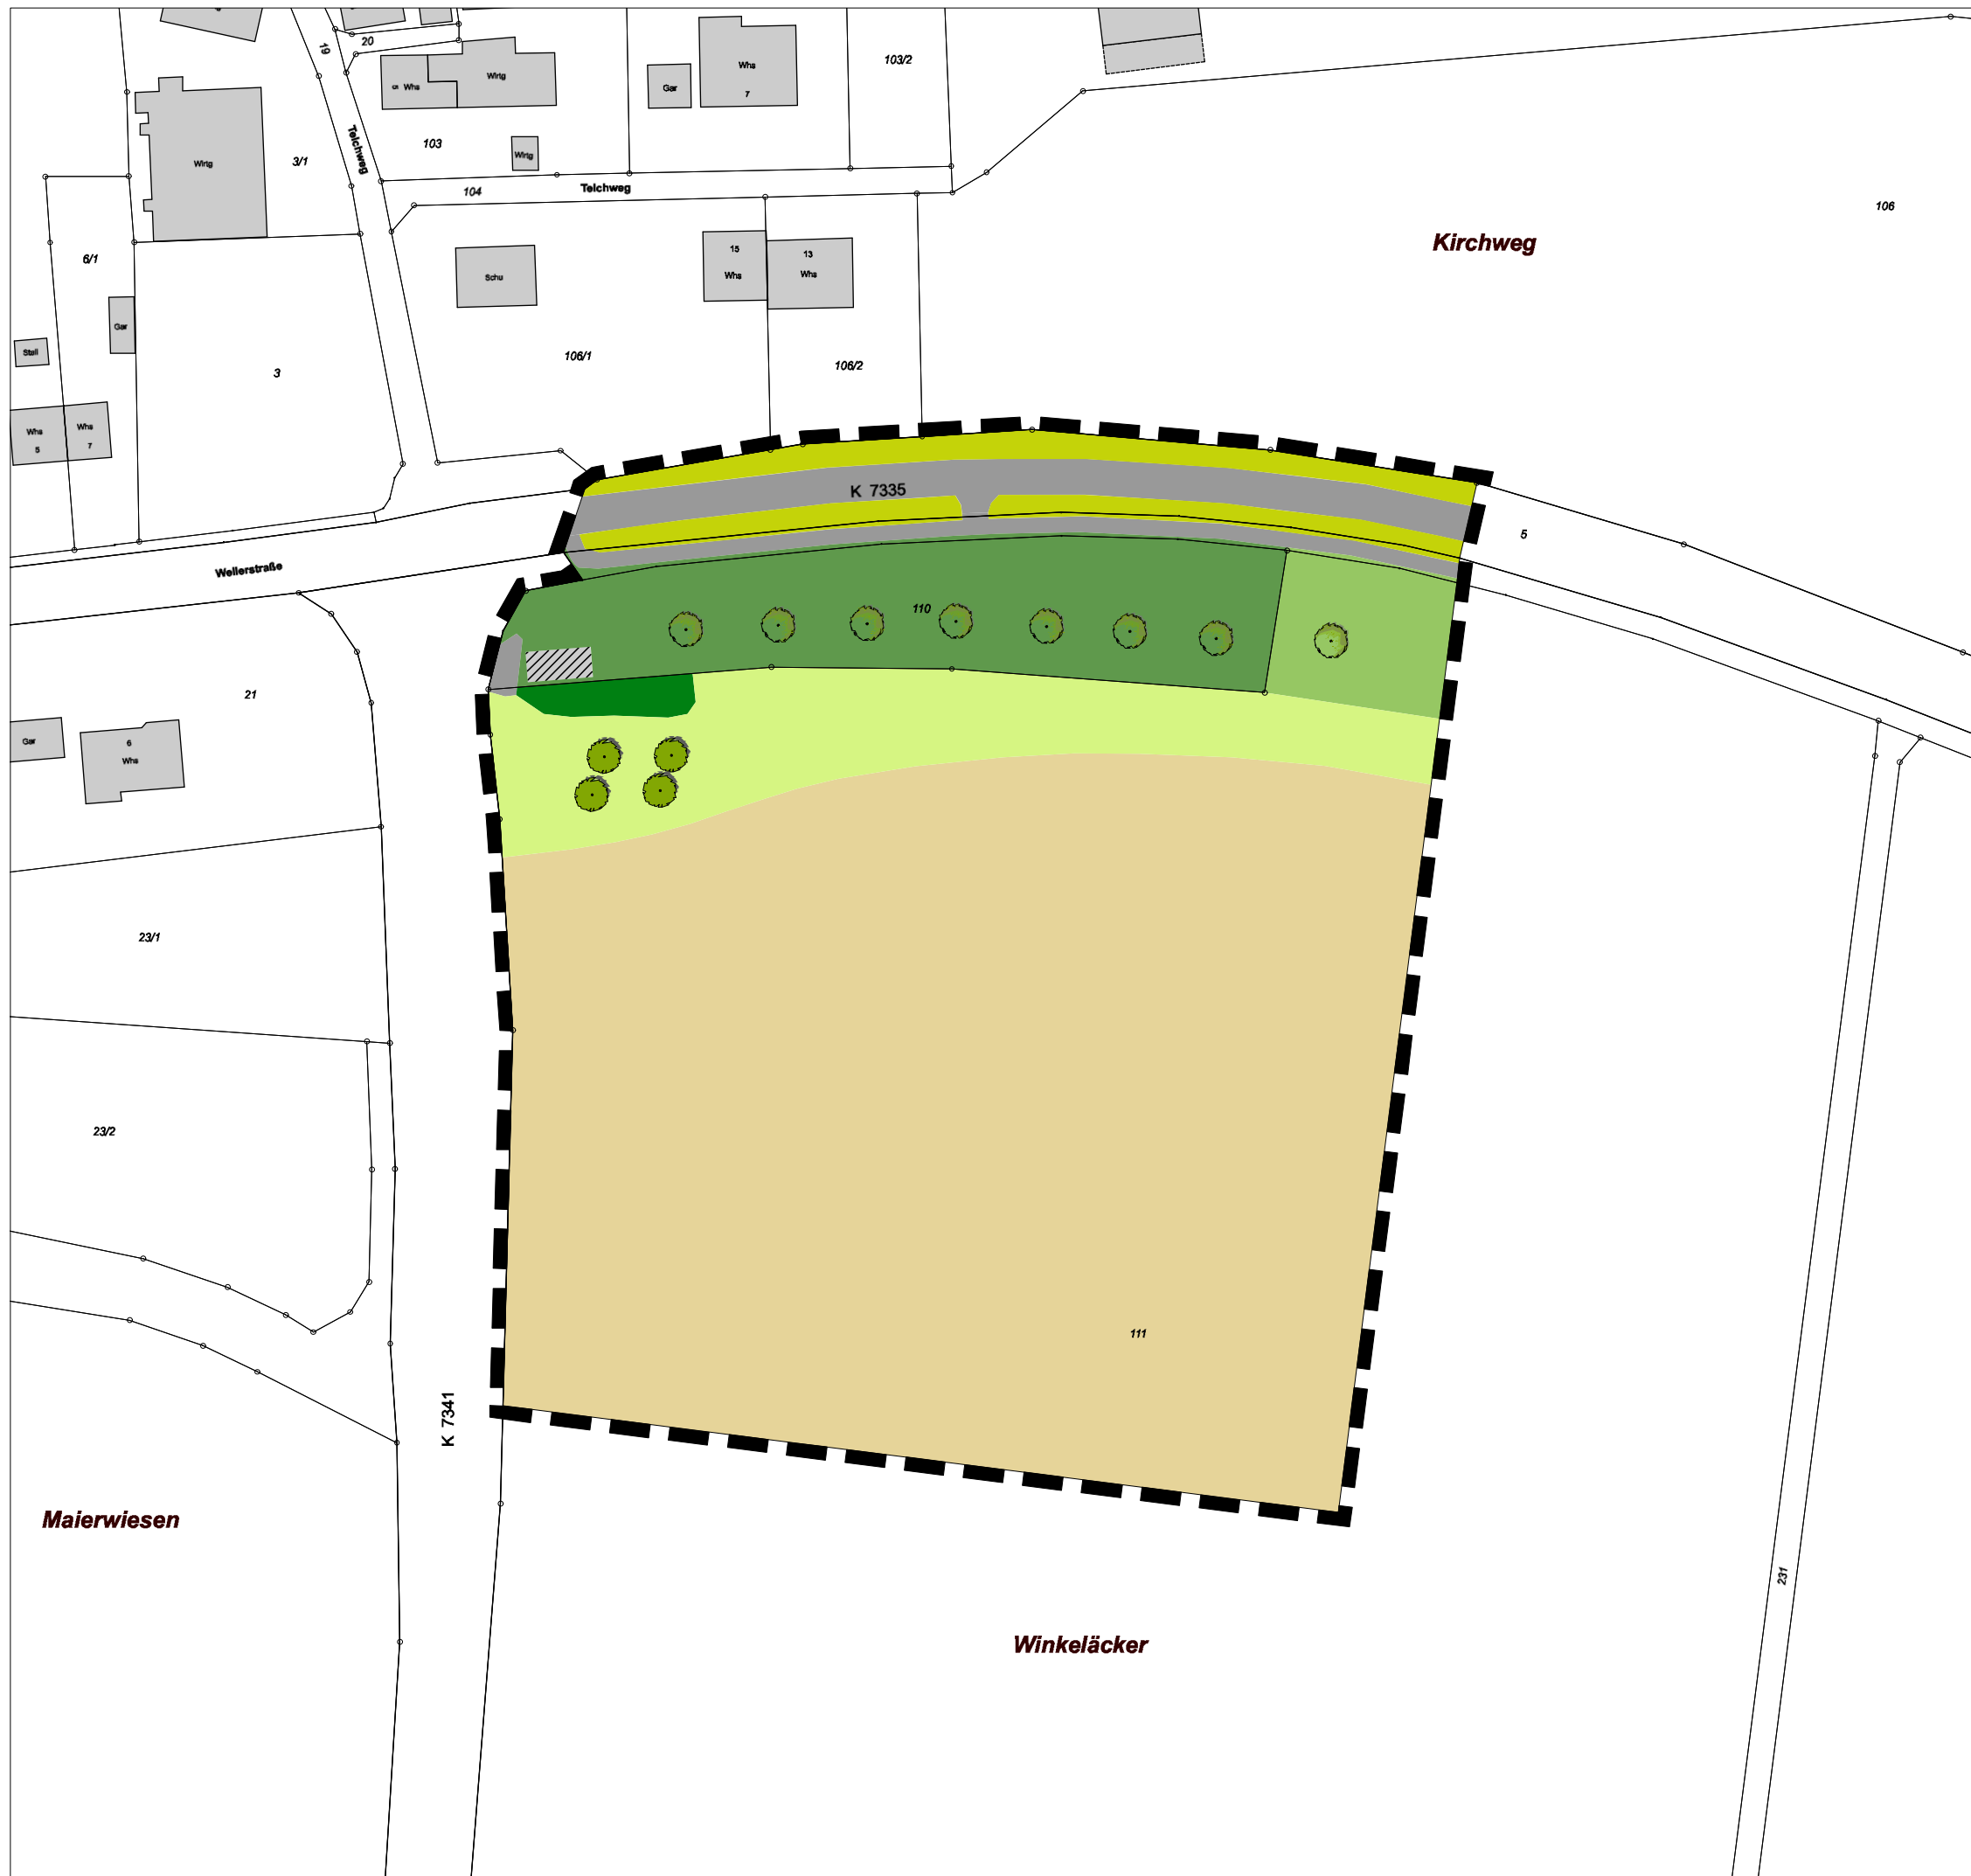 19
20
103/2
Whs
Wirtg
Whs
7
Gar
Teichweg
103
Wirtg
Wirtg
3/1
104
Teichweg
106
Kirchweg
6/1
15
Whs
13
Whs
Schu
Gar
Stall
106/1
106/2
3
Whs
5
Whs
7
K 7335
5
Weilerstraße
110
21
Gar
6
Whs
23/1
23/2
111
K 7341
Maierwiesen
231
Winkeläcker